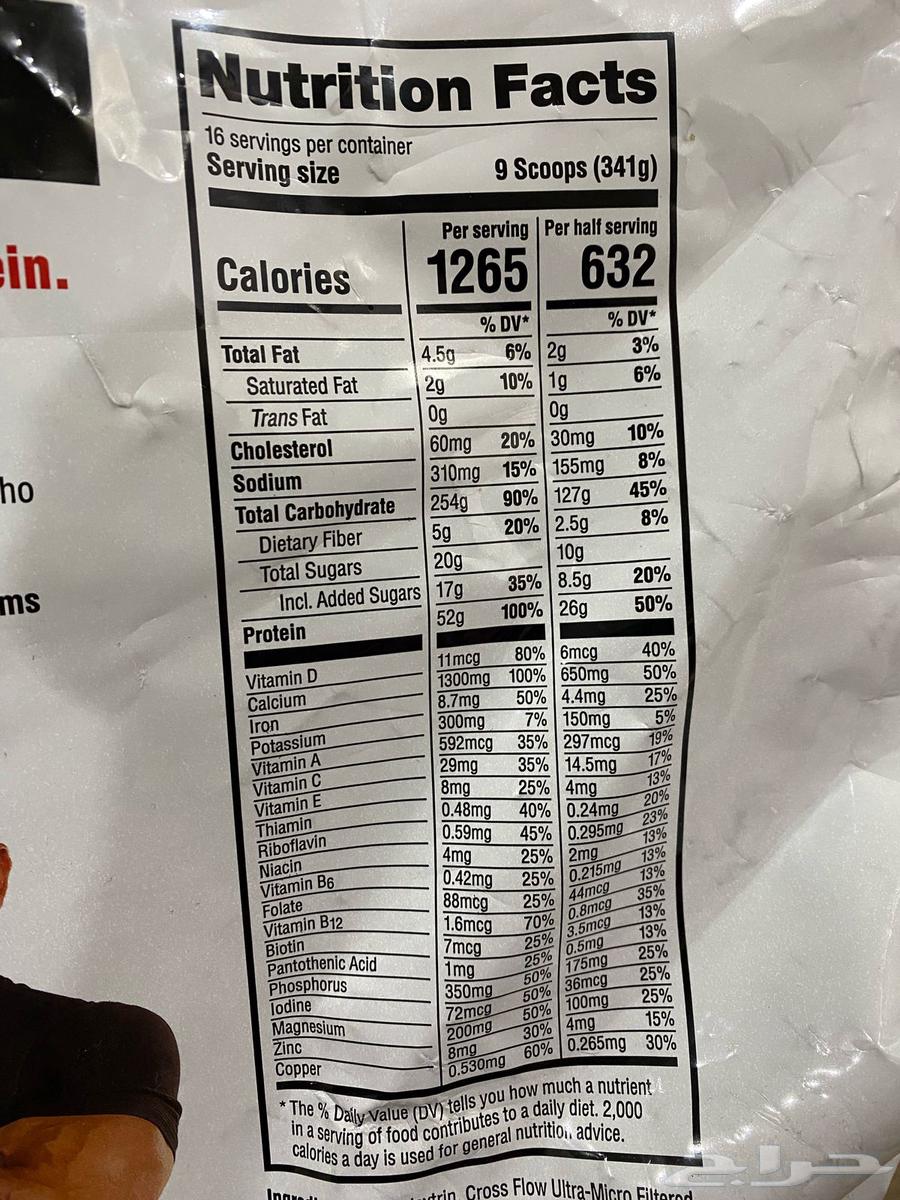 Nutrition Facts
16 servings per container
Serving size 9 Scoops (341g)
Per serving Per half serving
Calories 1265 632
% DV* % DV*
Total Fat 4.5g 6% 2g 3%
Saturated Fat 2g 10% 1g 6%
Trans Fat 0g 0g
Cholesterol 60mg 20% 30mg 10%
Sodium 310mg 15% 155mg 8%
Total Carbohydrate 254g 90% 127g 45%
Dietary Fiber 5g 20% 2.5g 8%
Total Sugars 20g 10g
Incl. Added Sugars 17g 35% 8.5g 20%
Protein 52g 100% 26g 50%
Vitamin D 11mcg 80% 6mcg 40%
Calcium 1300mg 100% 650mg 50%
Iron 8.7mg 50% 4.4mg 25%
Potassium 300mg 7% 150mg 5%
Vitamin A 592mcg 35% 297mcg 19%
Vitamin C 29mg 35% 14.5mg 17%
Vitamin E 8mg 25% 4mg 13%
Thiamin 0.48mg 40% 0.24mg 20%
Riboflavin 0.59mg 45% 0.295mg 23%
Niacin 4mg 25% 2mg 13%
Vitamin B6 0.42mg 25% 0.215mg 13%
Folate 88mcg 25% 44mcg 13%
Vitamin B12 1.6mcg 70% 0.8mcg 35%
Biotin 7mcg 25% 3.5mcg 13%
Pantothenic Acid 1mg 25% 0.5mg 13%
Phosphorus 350mg 50% 175mg 25%
Iodine 72mcg 50% 36mcg 25%
Magnesium 200mg 50% 100mg 25%
Zinc 8mg 30% 4mg 15%
Copper 0.530mg 60% 0.265mg 30%
* The % Daily Value (DV) tells you how much a nutrient
in a serving of food contributes to a daily diet. 2,000
calories a day is used for general nutrition advice.
Cross Flow Ultra-Micro Filtered
ein.
ho
ms
حراج